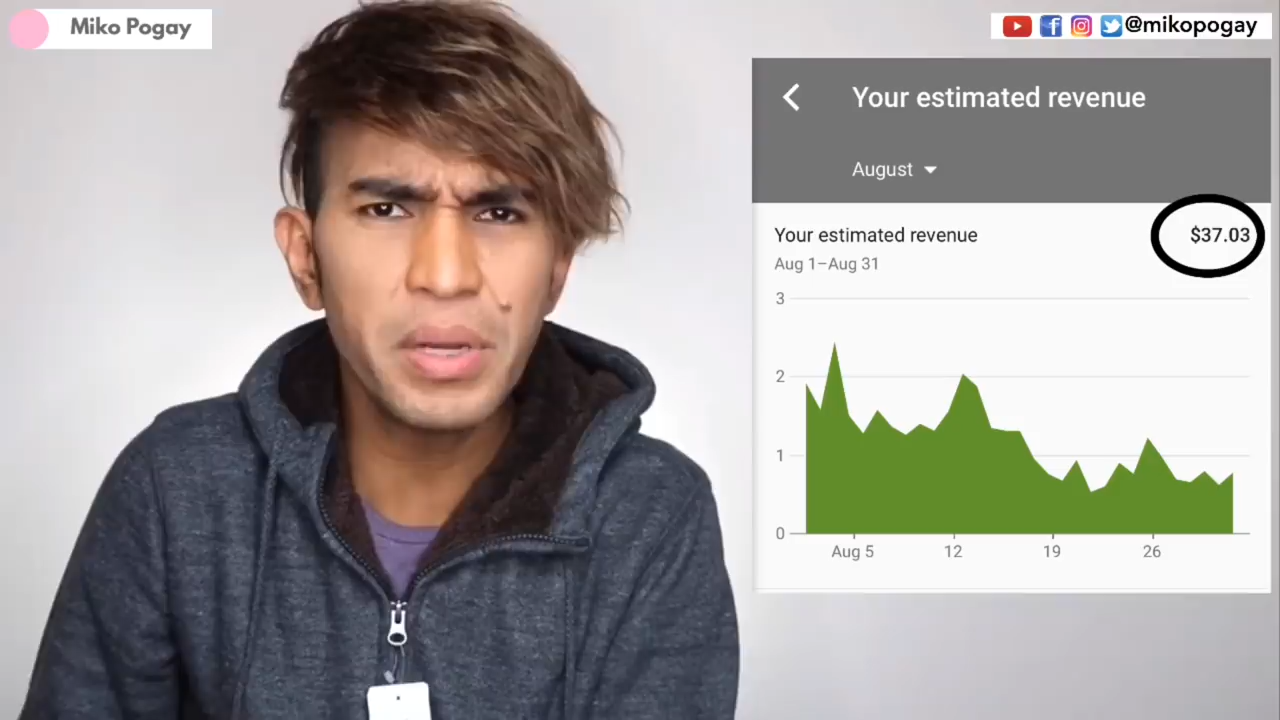 Miko Pogay
@mikopogay
Your estimated revenue
August
Your estimated revenue
$37.03
Aug 1–Aug 31
3
2
1
0
Aug 5
12
19
26